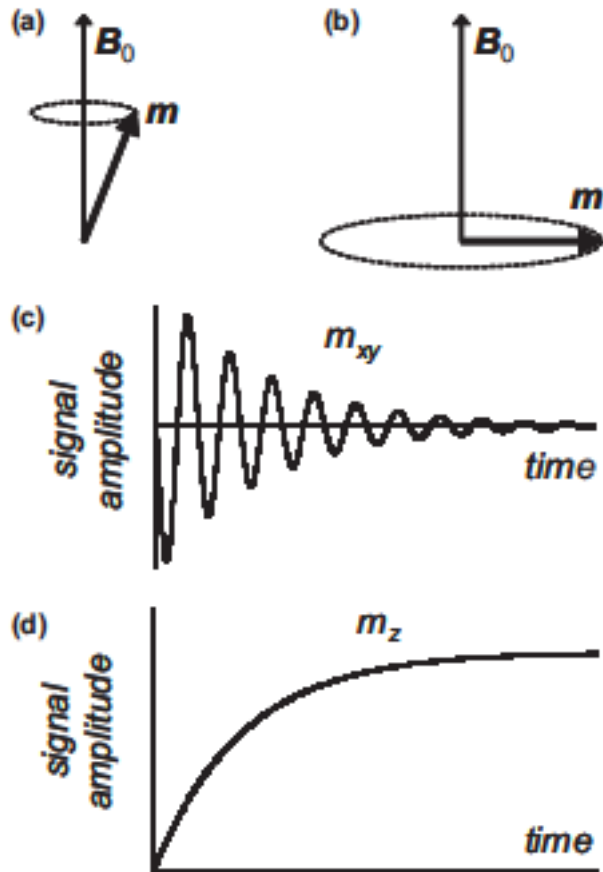 (a)
B0
m
(b)
B0
m
(c)
mxy
signal
amplitude
time
(d)
mz
signal
amplitude
time